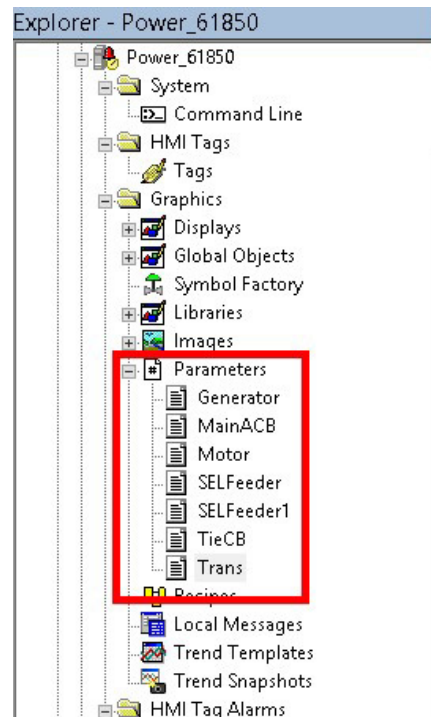 Explorer - Power_61850
Power_61850
System
Command Line
HMI Tags
Tags
Graphics
Displays
Global Objects
Symbol Factory
Libraries
Images
Parameters
Generator
MainACB
Motor
SELFeeder
SELFeeder1
TieCB
Trans
Recipes
Local Messages
Trend Templates
Trend Snapshots
HMI Tag Alarms